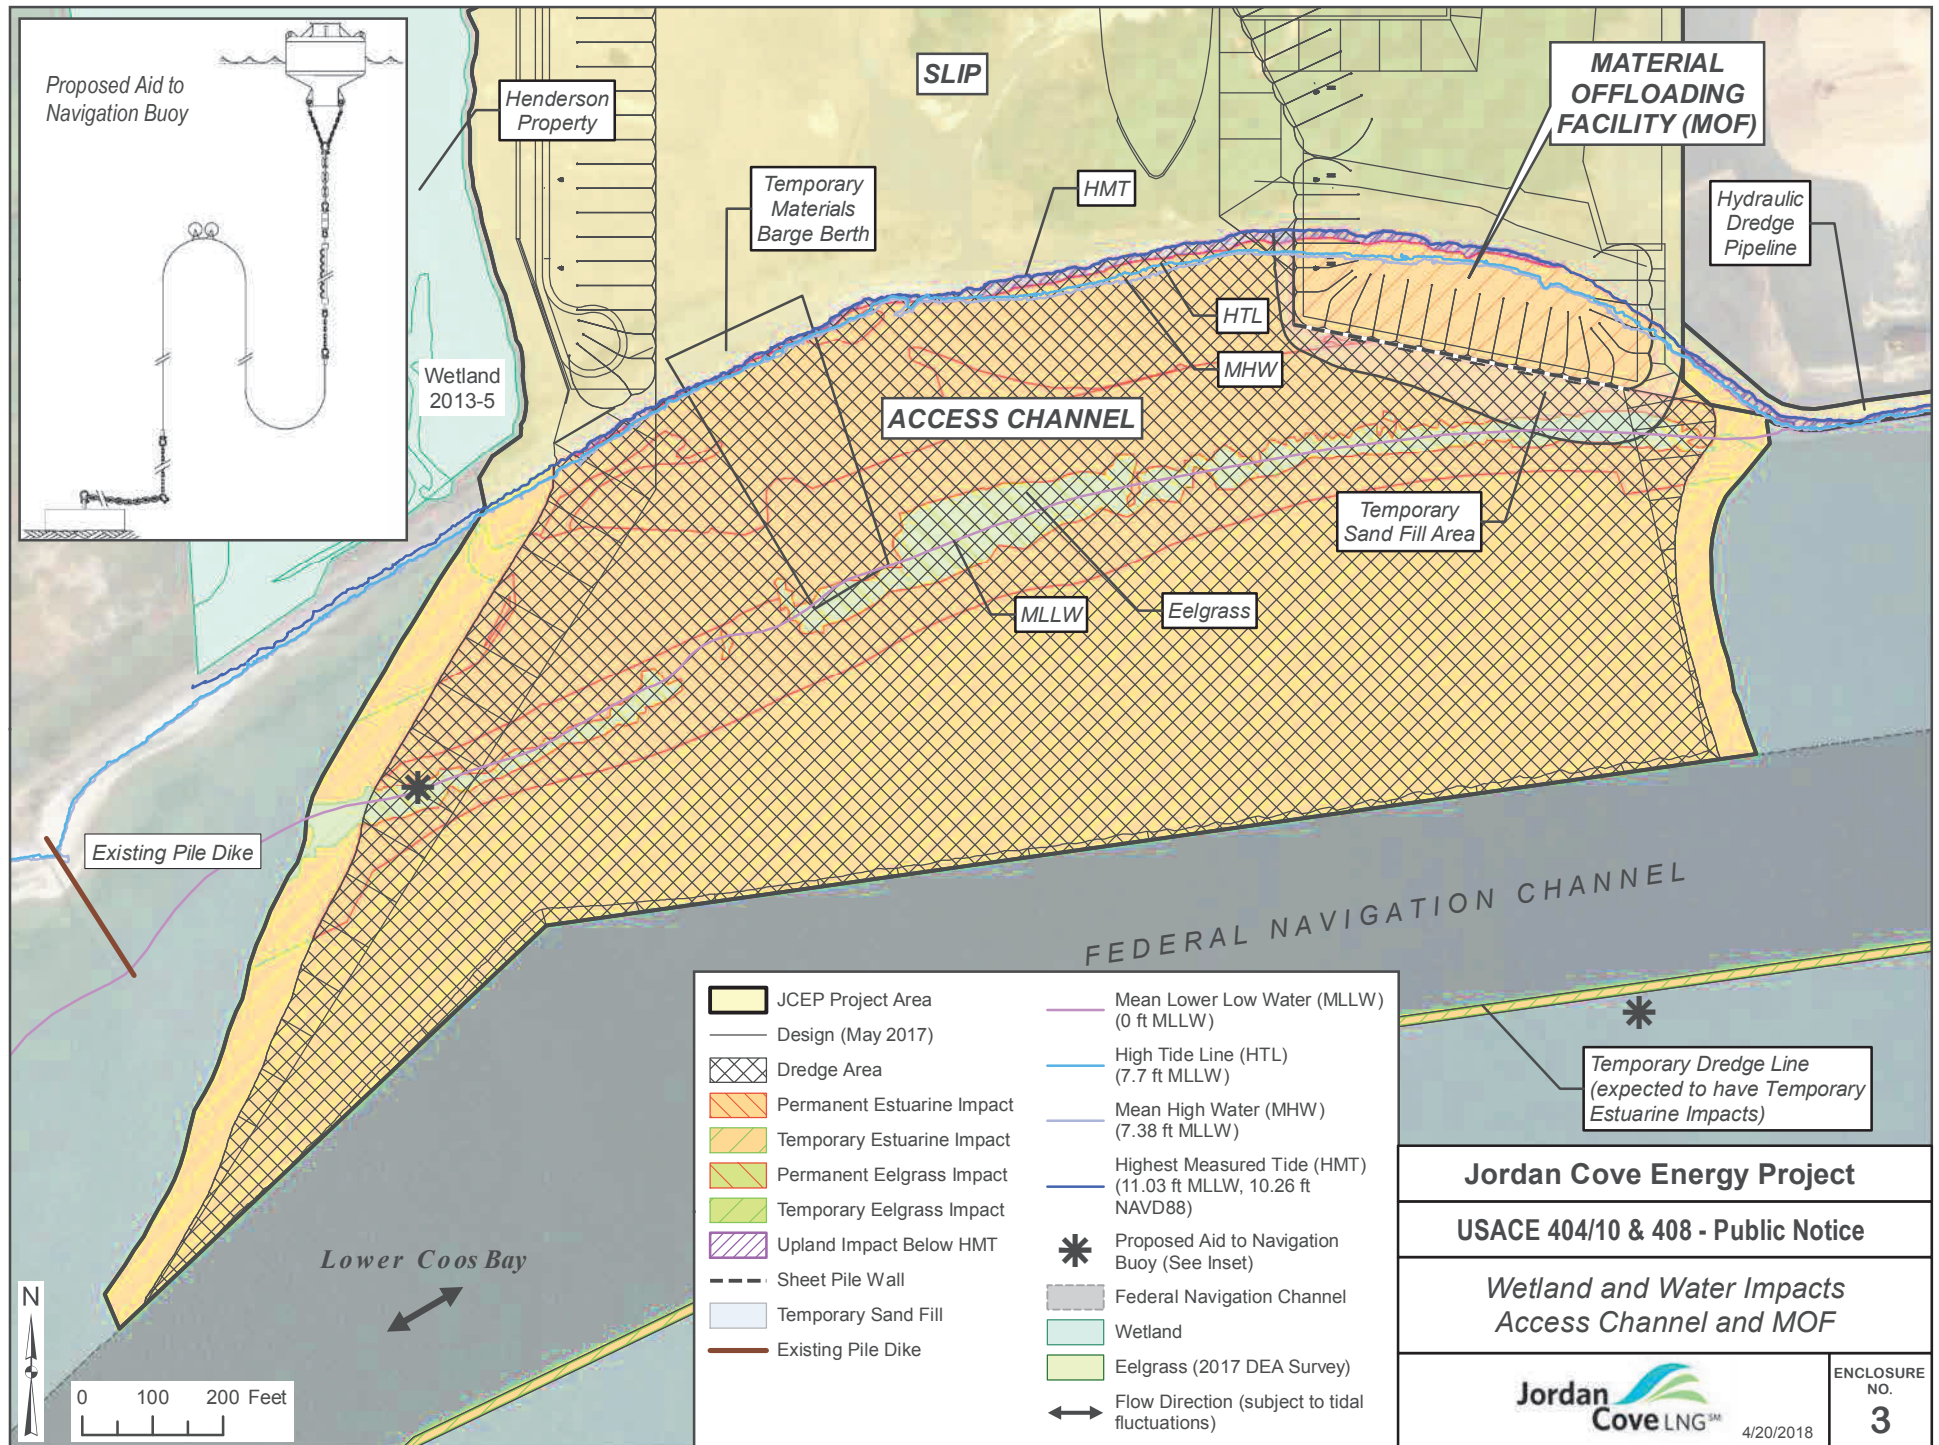 Proposed Aid to
Navigation Buoy
Henderson
Property
SLIP
MATERIAL
OFFLOADING
FACILITY (MOF)
Temporary
Materials
Barge Berth
HMT
Hydraulic
Dredge
Pipeline
HTL
MHW
Wetland
2013-5
ACCESS CHANNEL
Temporary
Sand Fill Area
MLLW
Eelgrass
Existing Pile Dike
FEDERAL NAVIGATION CHANNEL
Temporary Dredge Line
(expected to have Temporary
Estuarine Impacts)
Lower Coos Bay
N
0 100 200 Feet
JCEP Project Area
Design (May 2017)
Dredge Area
Permanent Estuarine Impact
Temporary Estuarine Impact
Permanent Eelgrass Impact
Temporary Eelgrass Impact
Upland Impact Below HMT
Sheet Pile Wall
Temporary Sand Fill
Existing Pile Dike
Mean Lower Low Water (MLLW)
(0 ft MLLW)
High Tide Line (HTL)
(7.7 ft MLLW)
Mean High Water (MHW)
(7.38 ft MLLW)
Highest Measured Tide (HMT)
(11.03 ft MLLW, 10.26 ft
NAVD88)
Proposed Aid to Navigation
Buoy (See Inset)
Federal Navigation Channel
Wetland
Eelgrass (2017 DEA Survey)
Flow Direction (subject to tidal
fluctuations)
Jordan Cove Energy Project
USACE 404/10 & 408 - Public Notice
Wetland and Water Impacts
Access Channel and MOF
Jordan
Cove LNG SM
4/20/2018
ENCLOSURE
NO.
3